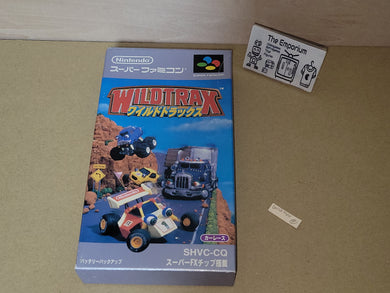 The Emporium
Nintendo
スーパーファミコン
WILDTRAX
ワイルドトラックス
カーレース
SHVC-CQ
バッテリーバックアップ
スーパーFXチップ搭載